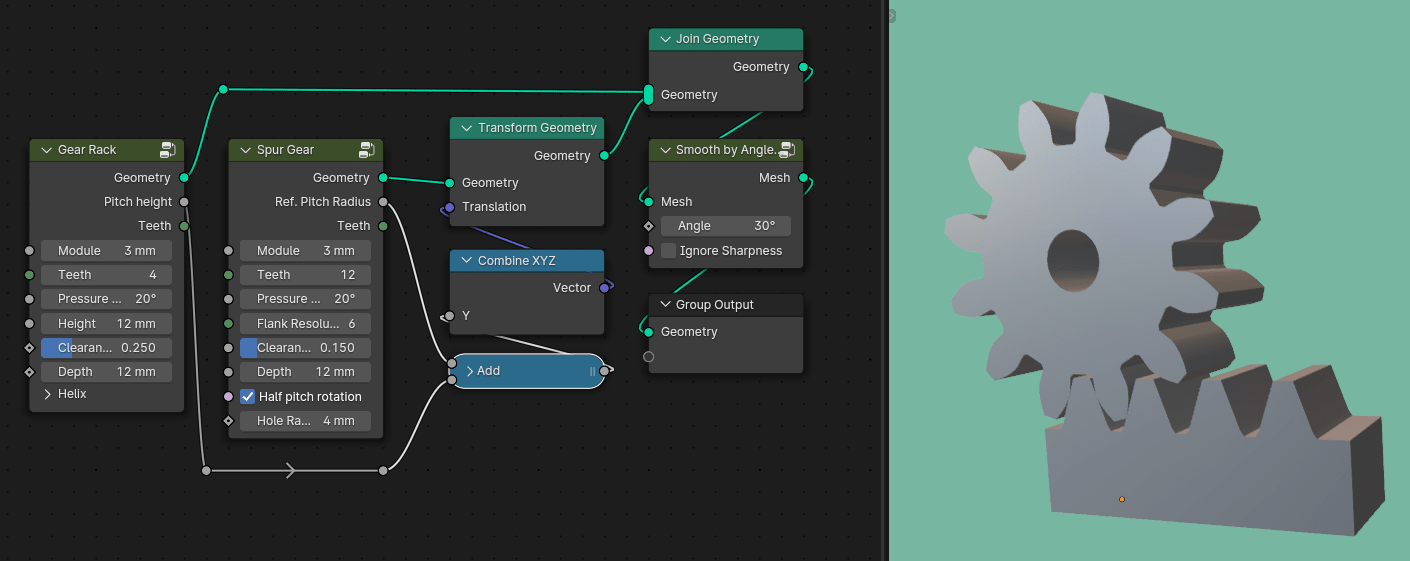 Join Geometry
Geometry
Geometry
Gear Rack
Geometry
Pitch height
Teeth
Module 3 mm
Teeth 4
Pressure ... 20°
Height 12 mm
Clearan... 0.250
Depth 12 mm
Helix
Spur Gear
Geometry
Ref. Pitch Radius
Teeth
Module 3 mm
Teeth 12
Pressure ... 20°
Flank Resolu... 6
Clearan... 0.150
Depth 12 mm
Half pitch rotation
Hole Ra... 4 mm
Transform Geometry
Geometry
Geometry
Translation
Combine XYZ
Vector
Y
Add
Smooth by Angle...
Mesh
Mesh
Angle 30°
Ignore Sharpness
Group Output
Geometry